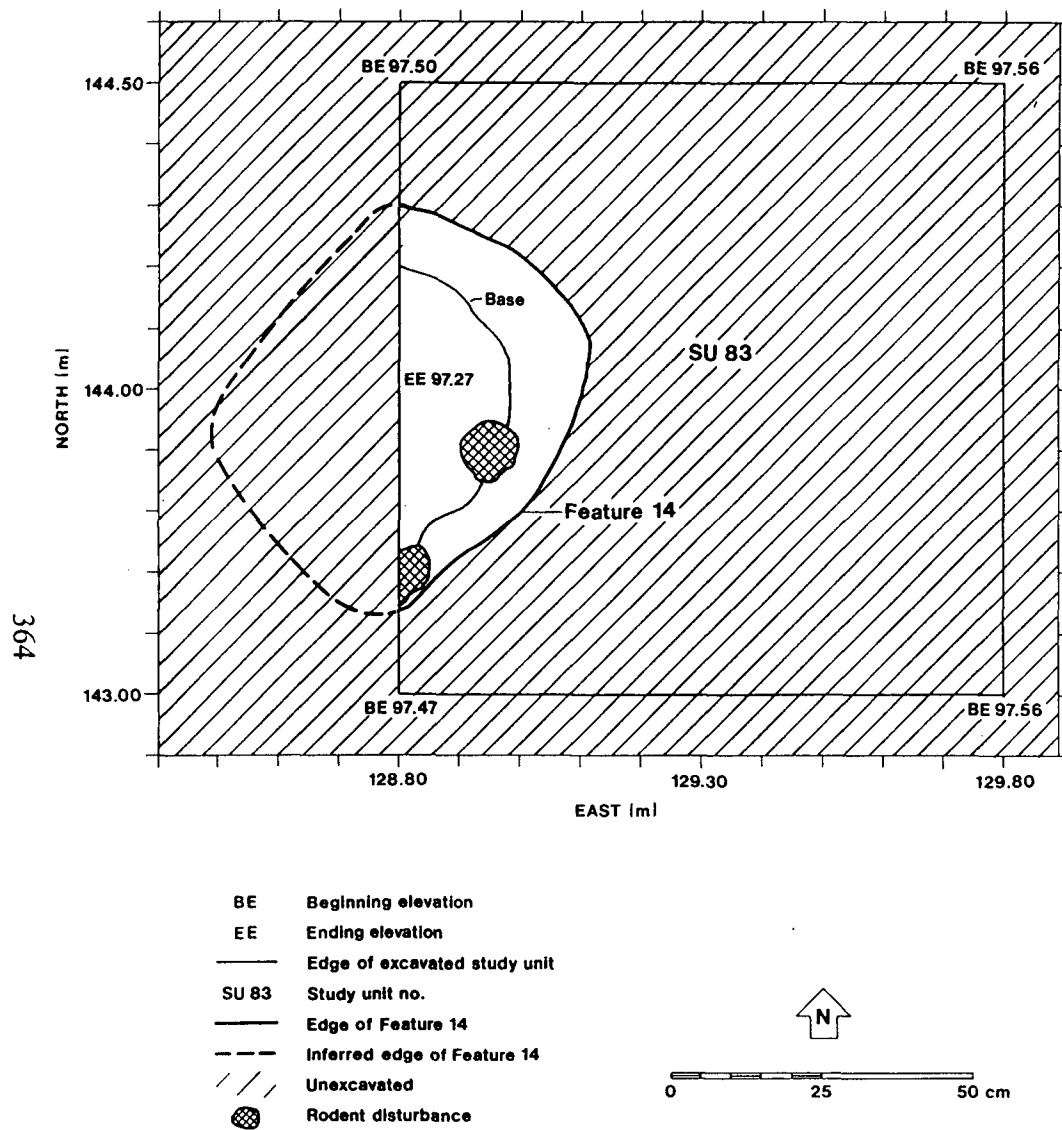 BE 97.50 BE 97.56
144.50
Base
SU 83
EE 97.27
144.00
NORTH (m)
Feature 14
364
143.00
BE 97.47 BE 97.56
128.80 129.30 129.80
EAST (m)
BE Beginning elevation
EE Ending elevation
Edge of excavated study unit
SU 83 Study unit no.
Edge of Feature 14
N
Inferred edge of Feature 14
Unexcavated
0 25 50 cm
Rodent disturbance